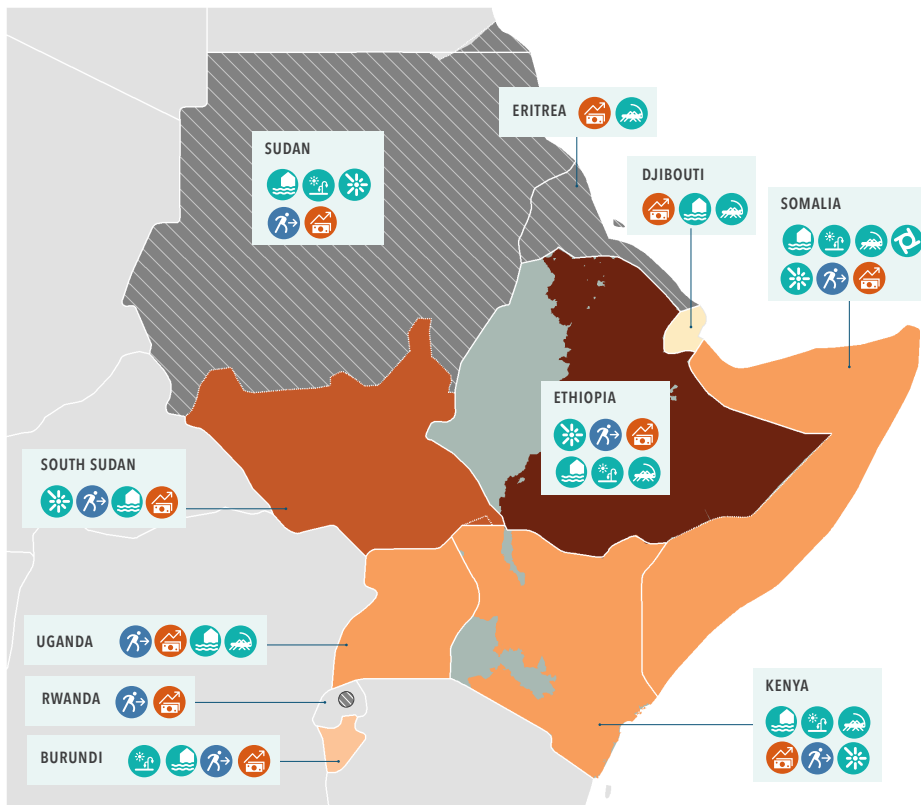 ERITREA
SUDAN
DJIBOUTI
SOMALIA
ETHIOPIA
SOUTH SUDAN
UGANDA
RWANDA
KENYA
BURUNDI